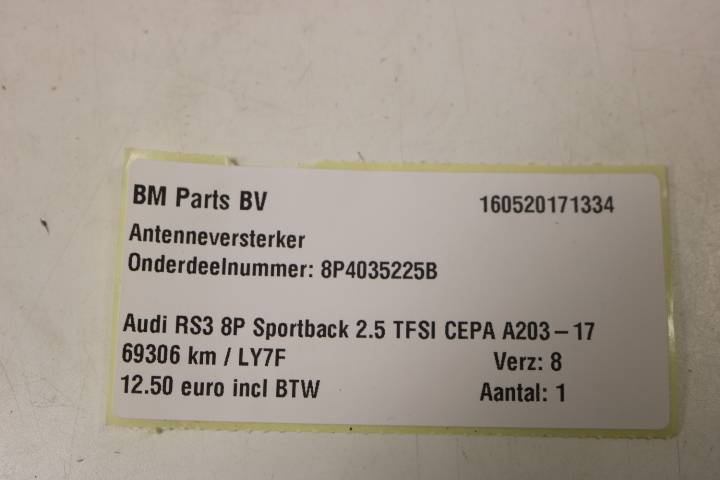 BM Parts BV 160520171334
Antenneversterker
Onderdeelnummer: 8P4035225B
Audi RS3 8P Sportback 2.5 TFSI CEPA A203-17
69306 km / LY7F Verz: 8
12.50 euro incl BTW Aantal: 1